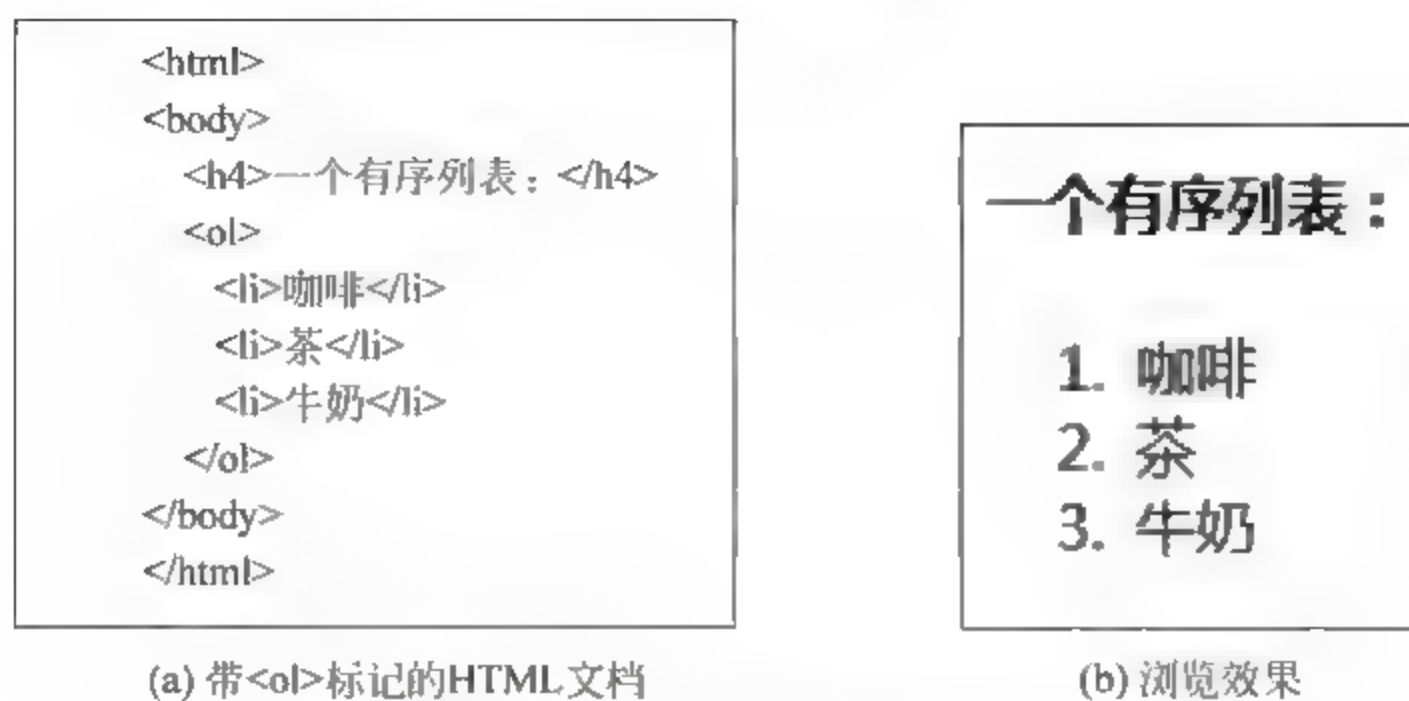 <html>
<body>
<h4>一个有序列表：</h4>
<ol>
<li>咖啡</li>
<li>茶</li>
<li>牛奶</li>
</ol>
</body>
</html>
(a) 带<ol>标记的HTML文档
一个有序列表：
1. 咖啡
2. 茶
3. 牛奶
(b) 浏览效果